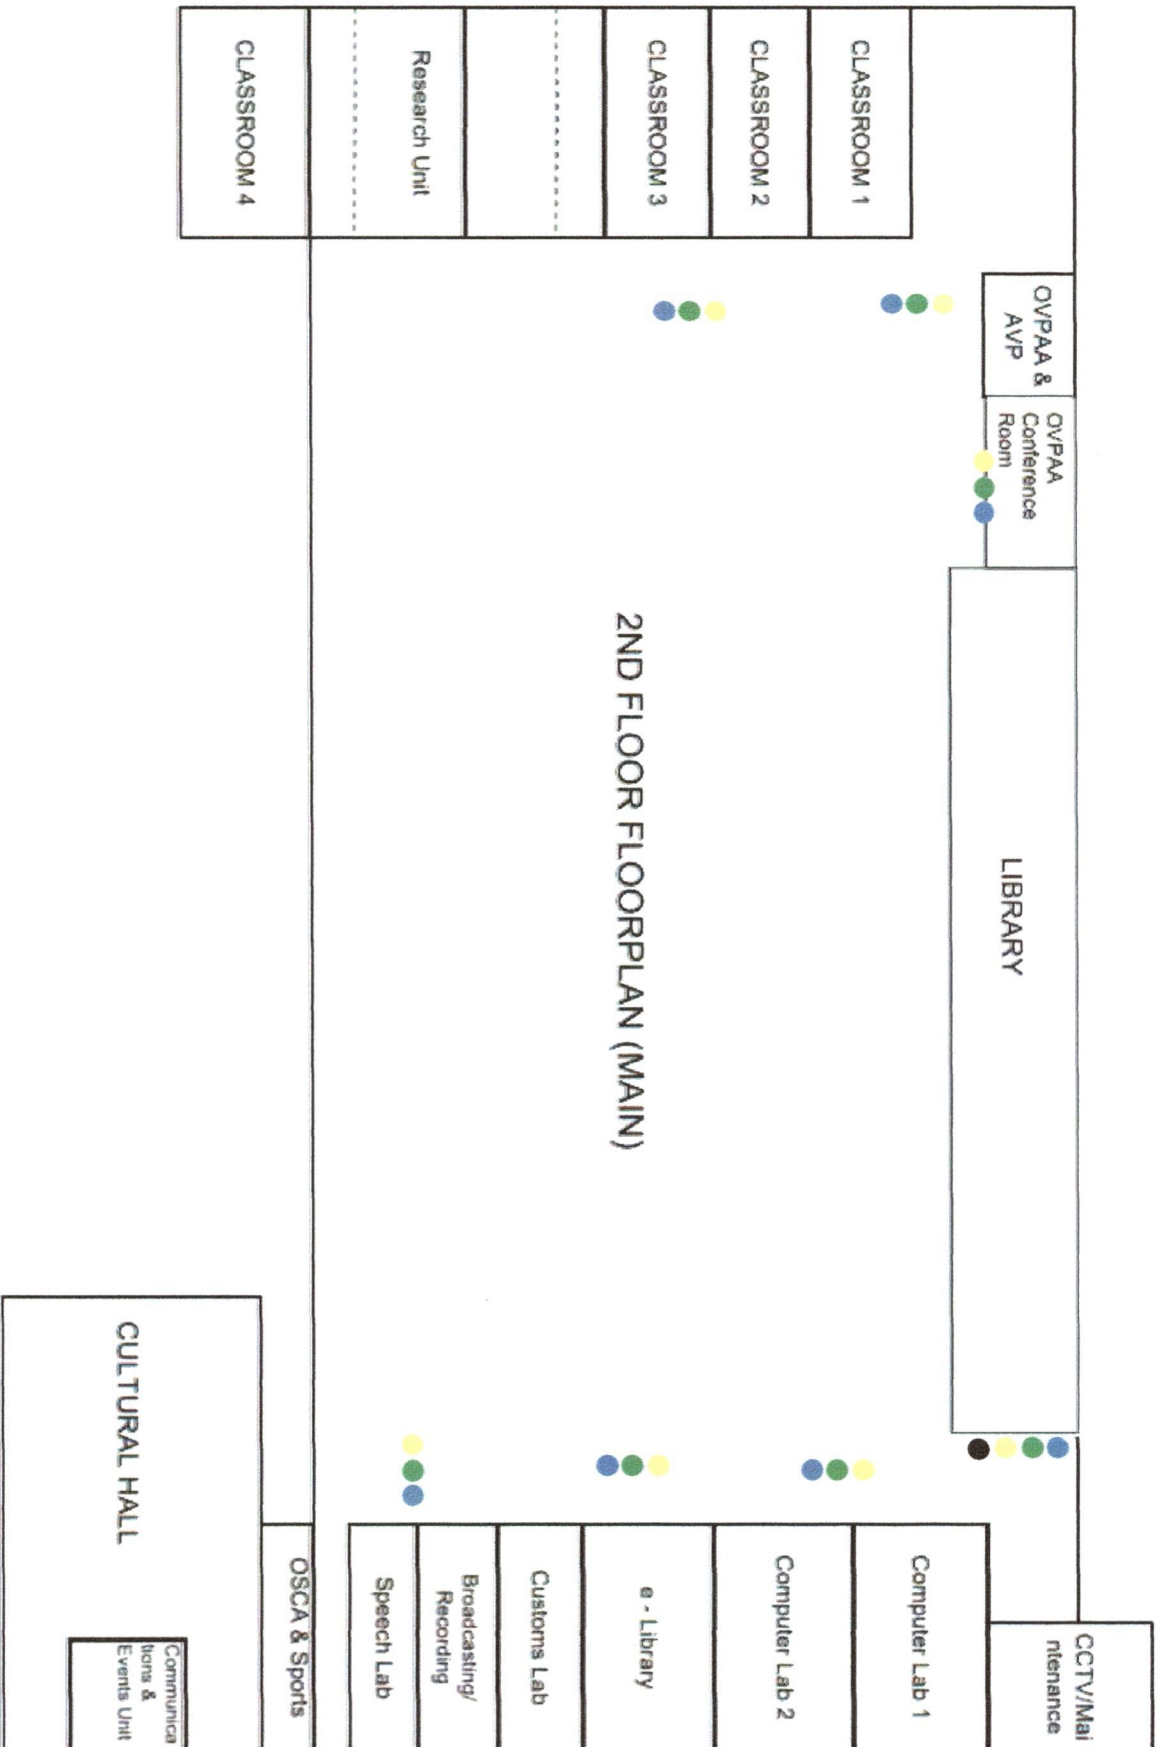 CLASSROOM 4
Research Unit
CLASSROOM 3
CLASSROOM 2
CLASSROOM 1
OVPAA &
AVP
OVPAA
Conference
Room
LIBRARY
2ND FLOOR FLOORPLAN (MAIN)
CCTV/Mai
ntenance
Computer Lab 1
Computer Lab 2
e - Library
Customs Lab
Broadcasting/
Recording
Speech Lab
OSCA & Sports
CULTURAL HALL
Communica
tions &
Events Unit